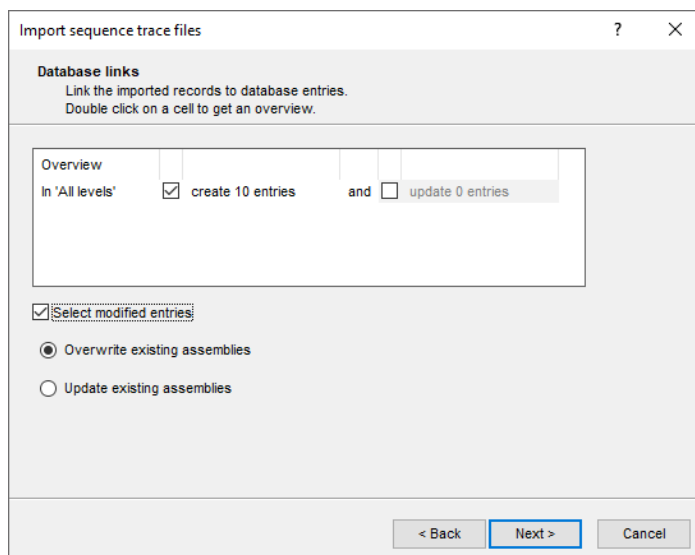 Import sequence trace files ?
Database links
Link the imported records to database entries.
Double click on a cell to get an overview.
Overview
In 'All levels' create 10 entries and update 0 entries
Select modified entries
Overwrite existing assemblies
Update existing assemblies
< Back Next > Cancel